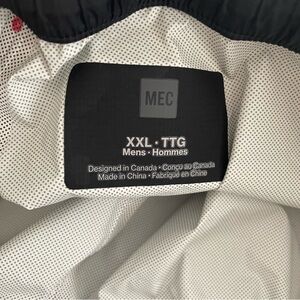 MEC
XXL • TTG
Mens • Hommes
Designed in Canada • Conçu au Canada
Made in China • Fabriqué en Chine